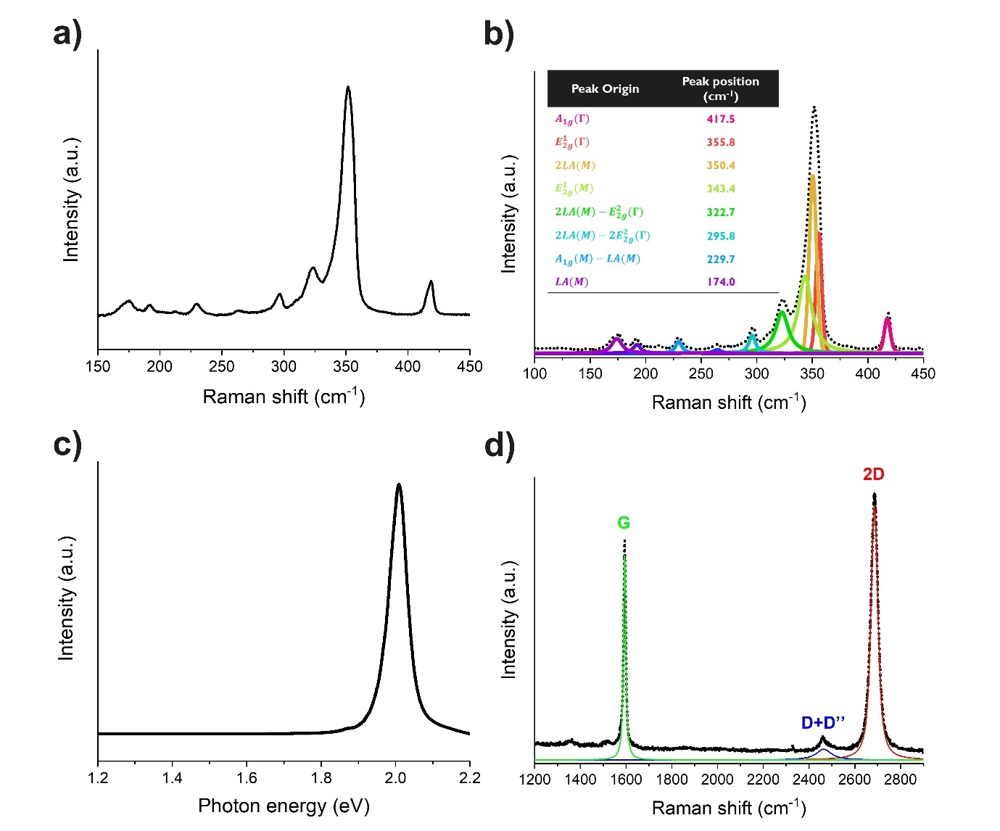 a)
Intensity (a.u.)
150 200 250 300 350 400 450
Raman shift (cm⁻¹)
b)
Intensity (a.u.)
Peak Origin Peak position
(cm⁻¹)
A₁g(Γ) 417.5
E¹₂g(Γ) 355.8
2LA(M) 350.4
E¹₂g(M) 343.4
2LA(M) − E²₂g(Γ) 322.7
2LA(M) − 2E²₂g(Γ) 295.8
A₁g(M) − LA(M) 229.7
LA(M) 174.0
100 150 200 250 300 350 400 450
Raman shift (cm⁻¹)
c)
Intensity (a.u.)
1.2 1.4 1.6 1.8 2.0 2.2
Photon energy (eV)
d)
Intensity (a.u.)
2D
G
D+D’’
1200 1400 1600 1800 2000 2200 2400 2600 2800
Raman shift (cm⁻¹)